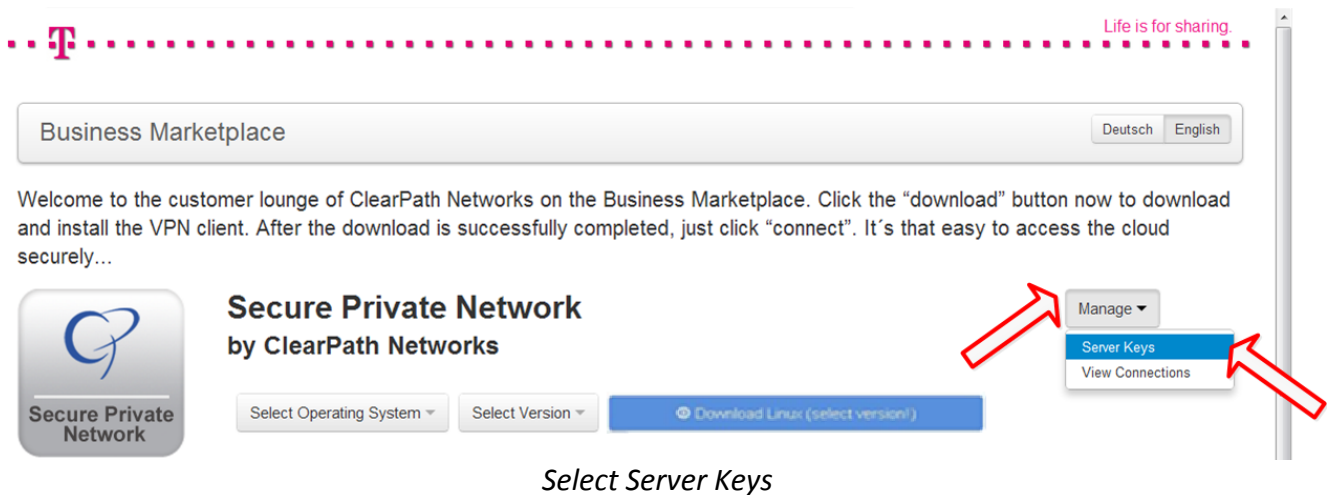 Life is for sharing.
T
Business Marketplace
Deutsch English
Welcome to the customer lounge of ClearPath Networks on the Business Marketplace. Click the “download” button now to download
and install the VPN client. After the download is successfully completed, just click “connect”. It´s that easy to access the cloud
securely...
Secure Private Network
by ClearPath Networks
Manage
Server Keys
View Connections
Secure Private
Network
Select Operating System
Select Version
Download Linux (select version!)
Select Server Keys